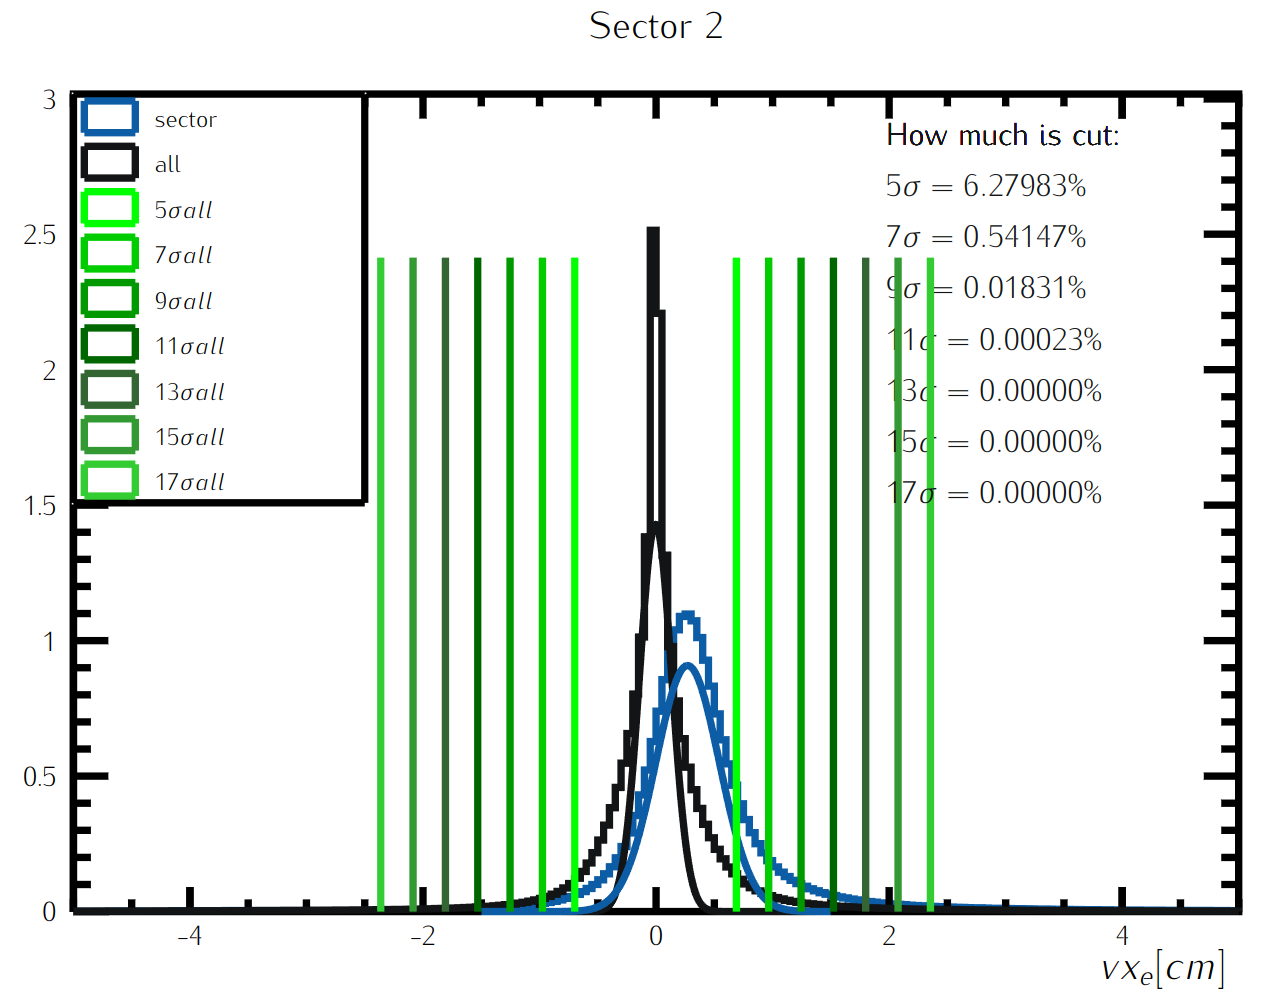 Sector 2
3
2.5
2
1.5
1
0.5
0
sector
all
5σall
7σall
9σall
11σall
13σall
15σall
17σall
How much is cut:
5σ = 6.27983%
7σ = 0.54147%
9σ = 0.01831%
11σ = 0.00023%
13σ = 0.00000%
15σ = 0.00000%
17σ = 0.00000%
-4 -2 0 2 4
vxₑ[cm]